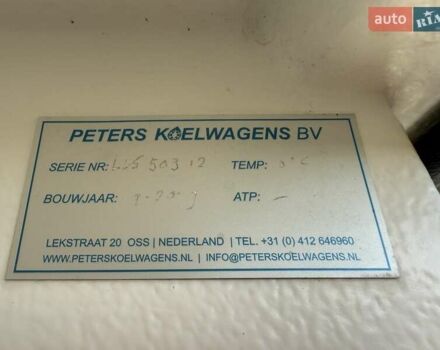 auto RIA
PETERS KOELWAGENS BV
SERIE NR: TEMP:
BOUWJAAR: ATP: -
LEKSTRAAT 20 OSS | NEDERLAND | TEL. +31 (0) 412 646960
WWW.PETERSKOELWAGENS.NL | INFO@PETERSKOELWAGENS.NL